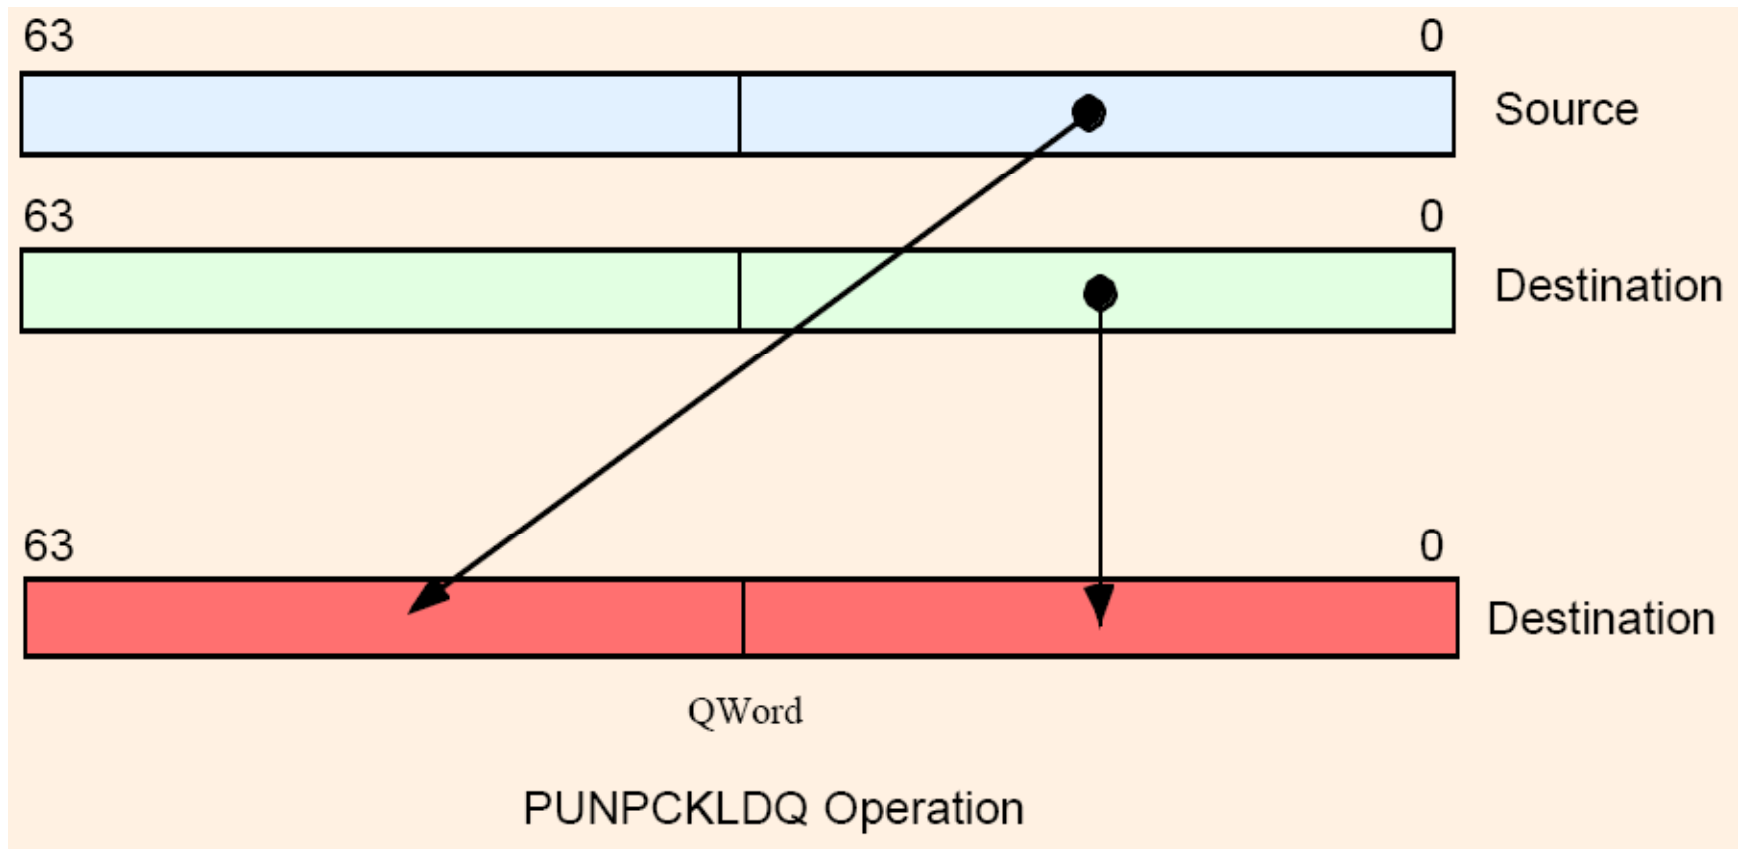 63 0
Source
63 0
Destination
63 0
Destination
QWord
PUNPCKLDQ Operation